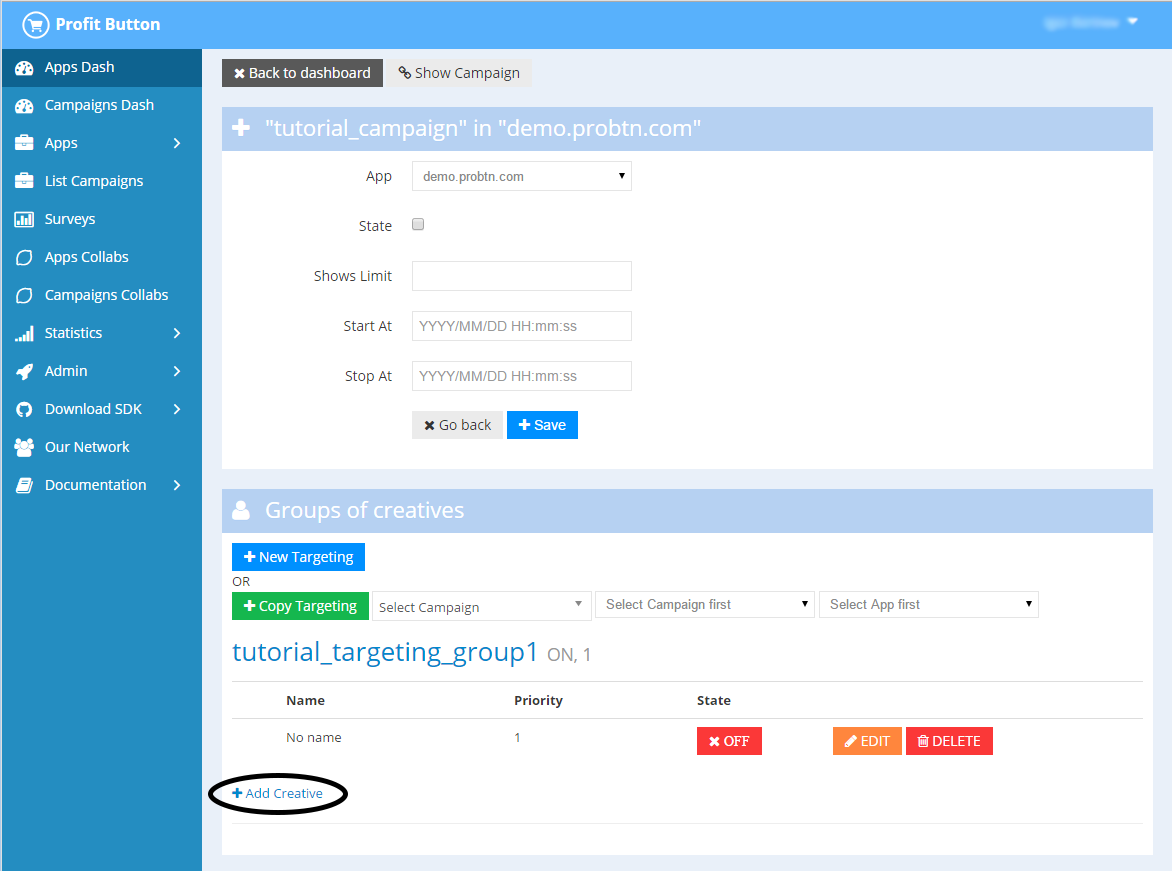 Profit Button
Apps Dash
Campaigns Dash
Apps
List Campaigns
Surveys
Apps Collabs
Campaigns Collabs
Statistics
Admin
Download SDK
Our Network
Documentation
Back to dashboard Show Campaign
"tutorial_campaign" in "demo.probtn.com"
App demo.probtn.com
State
Shows Limit
Start At YYYY/MM/DD HH:mm:ss
Stop At YYYY/MM/DD HH:mm:ss
Go back Save
Groups of creatives
New Targeting
OR
Copy Targeting Select Campaign Select Campaign first Select App first
tutorial_targeting_group1 ON, 1
Name Priority State
No name 1 OFF EDIT DELETE
Add Creative